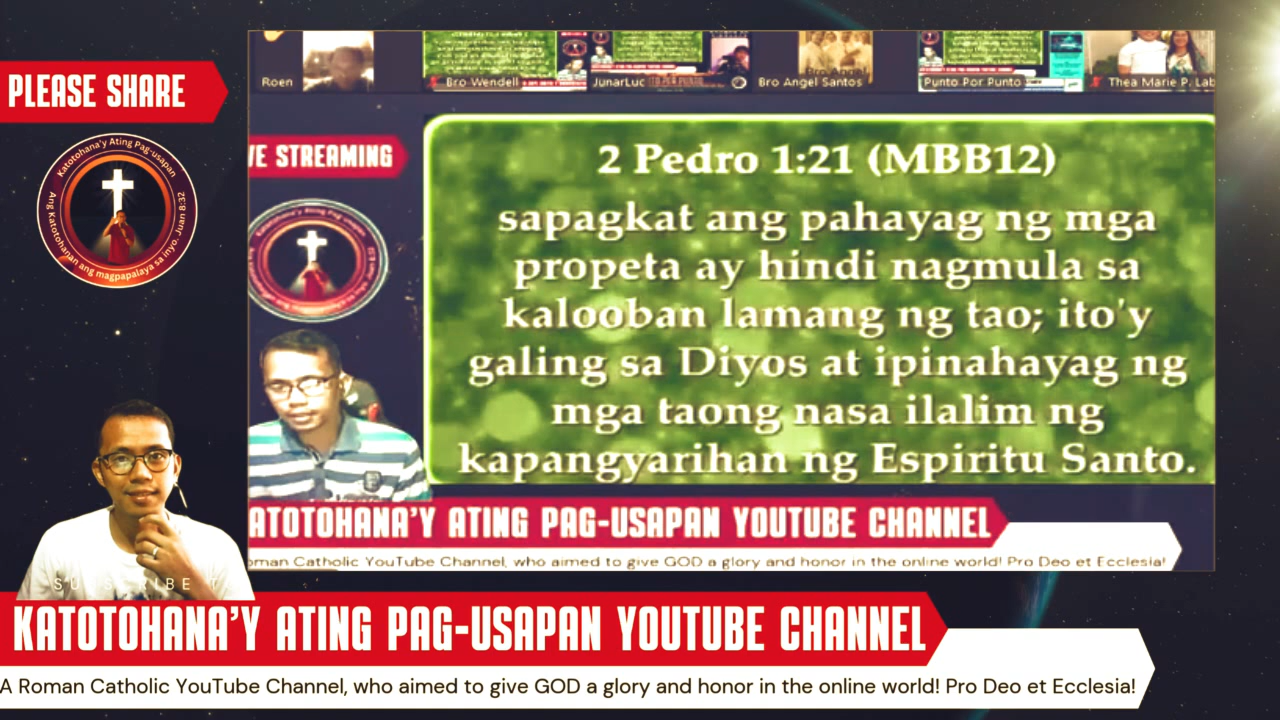 PLEASE SHARE
Katotohana'y Ating Pag-usapan
Ang Katotohanan ang magpapalaya sa inyo. Juan 8:32
Roen
Bro Wendell
JunarLuc
Bro Angel Santos
Punto Por Punto
Thea Marie P. Lab
VE STREAMING
2 Pedro 1:21 (MBB12)
sapagkat ang pahayag ng mga
propeta ay hindi nagmula sa
kalooban lamang ng tao; ito'y
galing sa Diyos at ipinahayag ng
mga taong nasa ilalim ng
kapangyarihan ng Espiritu Santo.
ATOTOHANA'Y ATING PAG-USAPAN YOUTUBE CHANNEL
oman Catholic YouTube Channel, who aimed to give GOD a glory and honor in the online world! Pro Deo et Ecclesia!
SUBSCRIBE
KATOTOHANA'Y ATING PAG-USAPAN YOUTUBE CHANNEL
A Roman Catholic YouTube Channel, who aimed to give GOD a glory and honor in the online world! Pro Deo et Ecclesia!